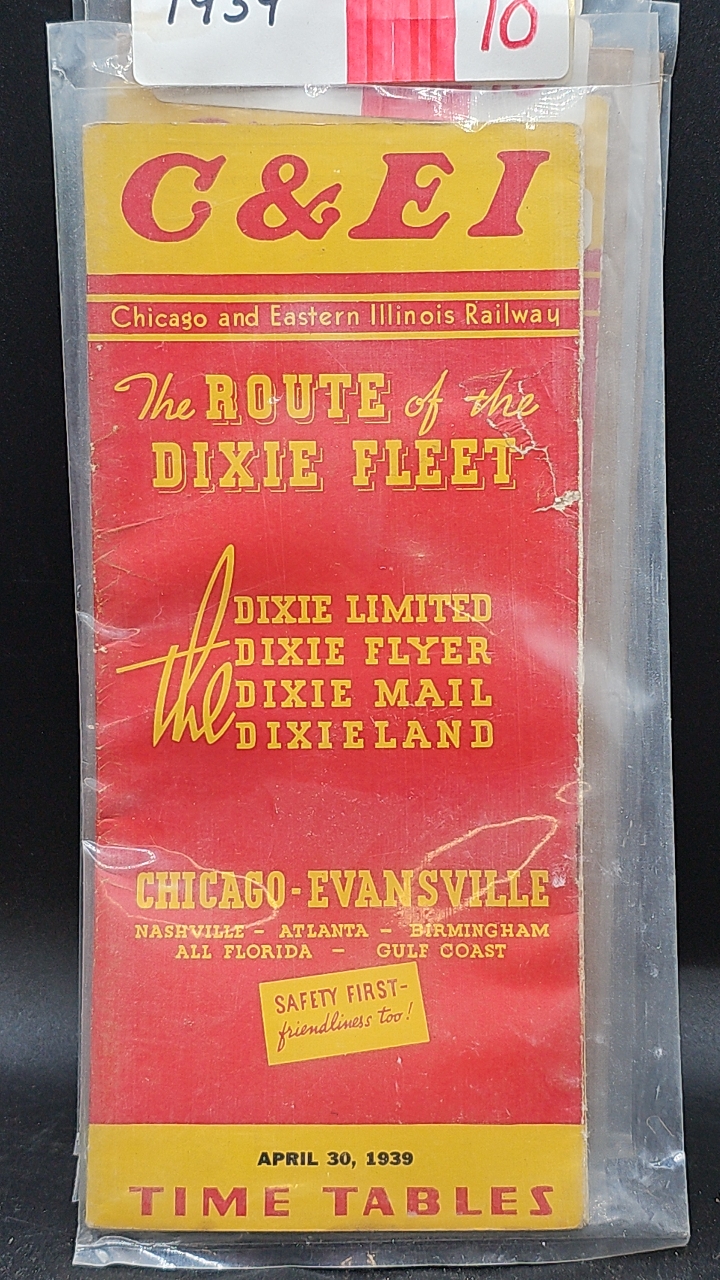 1939
10
C&EI
Chicago and Eastern Illinois Railway
The ROUTE of the
DIXIE FLEET
the
DIXIE LIMITED
DIXIE FLYER
DIXIE MAIL
DIXIELAND
CHICAGO-EVANSVILLE
NASHVILLE - ATLANTA - BIRMINGHAM
ALL FLORIDA - GULF COAST
SAFETY FIRST-
friendliness too!
APRIL 30, 1939
TIME TABLES